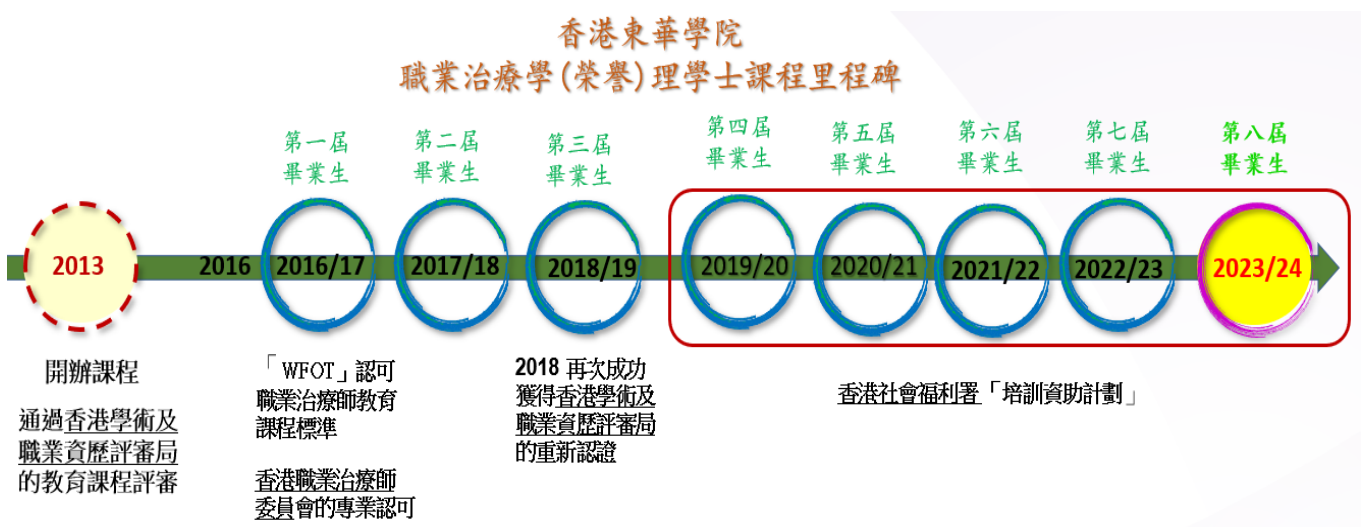 香港東華學院
職業治療學(榮譽)理學士課程里程碑
第一屆
畢業生
第二屆
畢業生
第三屆
畢業生
第四屆
畢業生
第五屆
畢業生
第六屆
畢業生
第七屆
畢業生
第八屆
畢業生
2013
2016
2016/17
2017/18
2018/19
2019/20
2020/21
2021/22
2022/23
2023/24
開辦課程
通過香港學術及
職業資歷評審局
的教育課程評審
「WFOT」認可
職業治療師教育
課程標準
香港職業治療師
委員會的專業認可
2018 再次成功
獲得香港學術及
職業資歷評審局
的重新認證
香港社會福利署「培訓資助計劃」